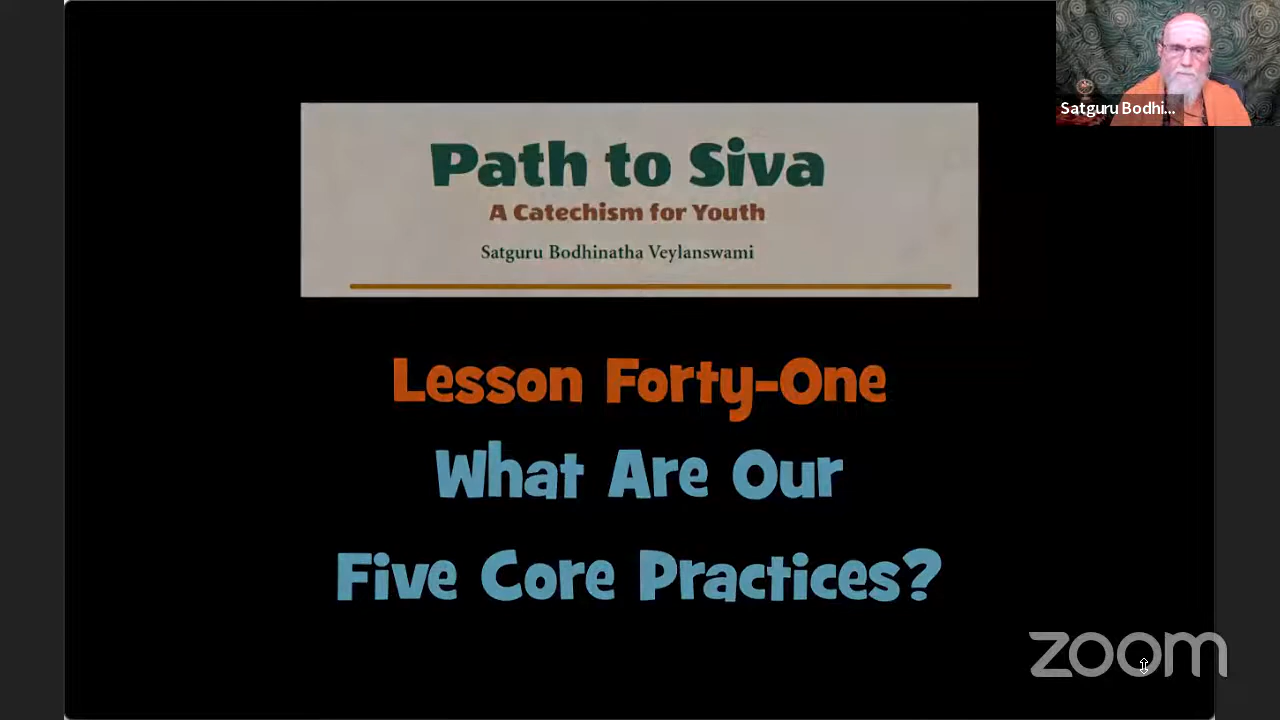 Satguru Bodhi...
Path to Siva
A Catechism for Youth
Satguru Bodhinatha Veylanswami
Lesson Forty-One
What Are Our
Five Core Practices?
zoom